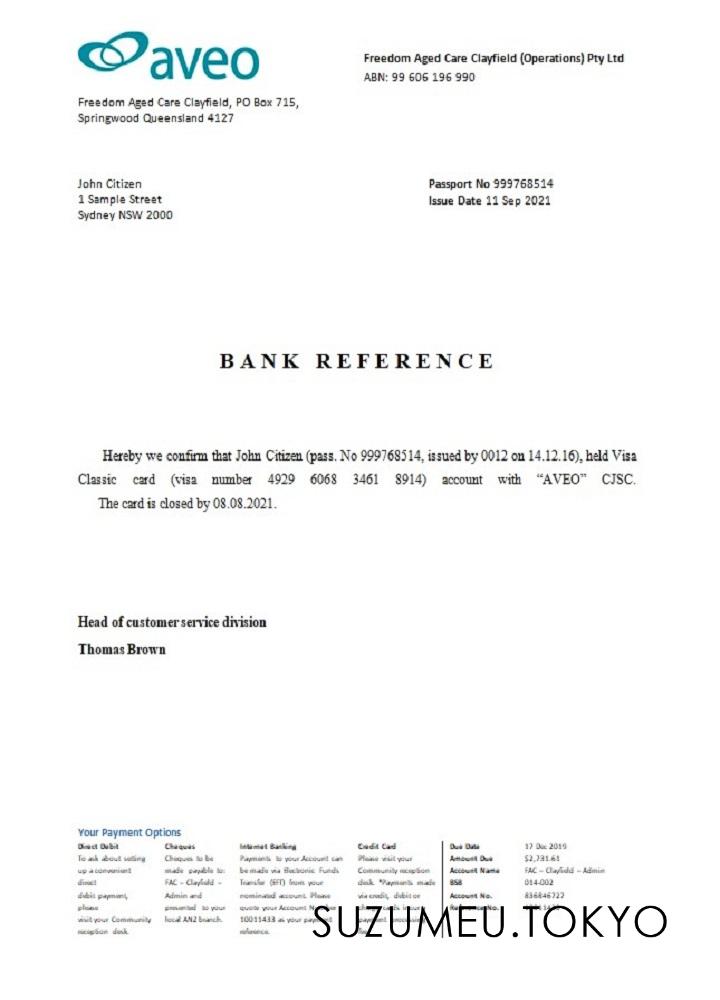 aveo
Freedom Aged Care Clayfield (Operations) Pty Ltd
ABN: 99 606 196 990
Freedom Aged Care Clayfield, PO Box 715,
Springwood Queensland 4127
John Citizen
1 Sample Street
Sydney NSW 2000
Passport No 999768514
Issue Date 11 Sep 2021
BANK REFERENCE
Hereby we confirm that John Citizen (pass. No 999768514, issued by 0012 on 14.12.16), held Visa
Classic card (visa number 4929 6068 3461 8914) account with “AVEO” CJSC.
The card is closed by 08.08.2021.
Head of customer service division
Thomas Brown
Your Payment Options
Direct Debit
To ask about setting
up a convenient
direct
debit payment,
please
visit your Community
reception desk.
Cheques
Cheques to be
made payable to:
FAC – Clayfield –
Admin and
presented to your
local ANZ branch.
Internet Banking
Payments to your Account can
be made via Electronic Funds
Transfer (EFT) from your
nominated account. Please
quote your Account Number
10011433 as your payment
reference.
Credit Card
Please visit your
Community reception
desk. *Payments made
via credit, debit or
payment processing
Due Date 17 Dec 2019
Amount Due $2,731.61
Account Name FAC – Clayfield – Admin
BSB 014-002
Account No. 836846727
Reference No.
SUZUMEU.TOKYO